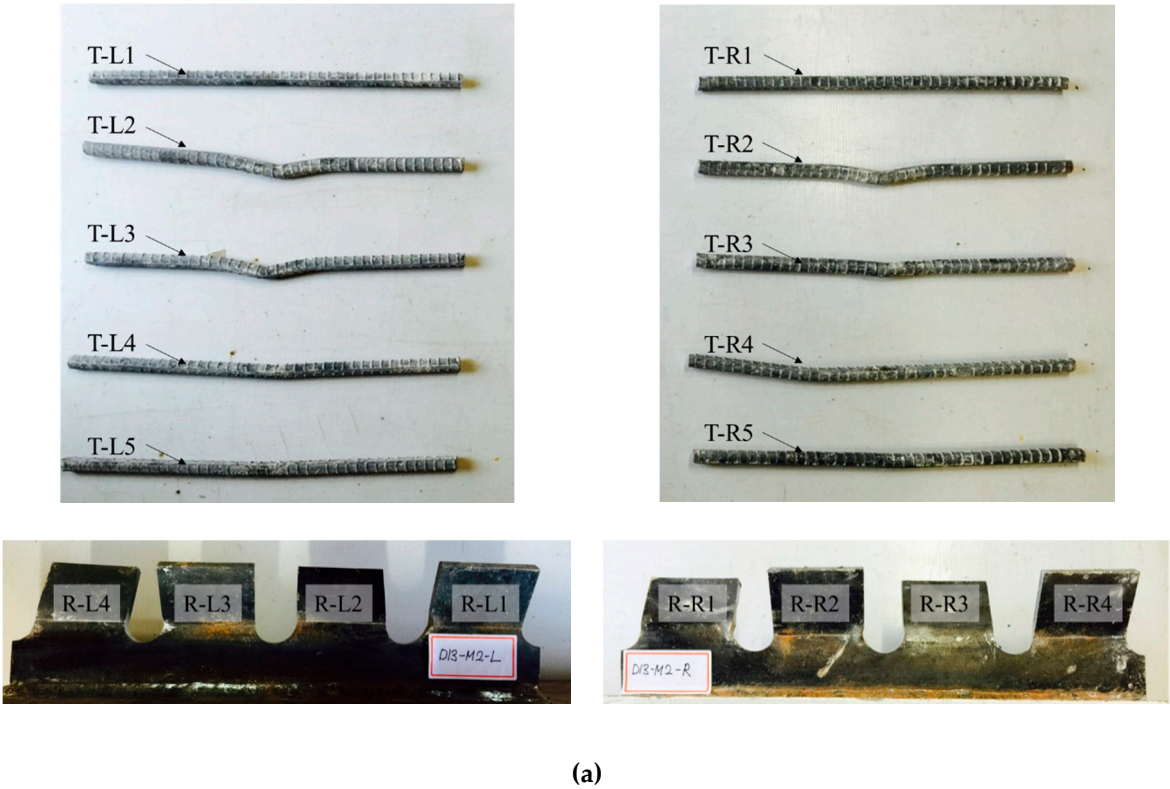 T-L1
T-L2
T-L3
T-L4
T-L5
T-R1
T-R2
T-R3
T-R4
T-R5
R-L4 R-L3 R-L2 R-L1
D13-M2-L
R-R1 R-R2 R-R3 R-R4
D13-M2-R
(a)